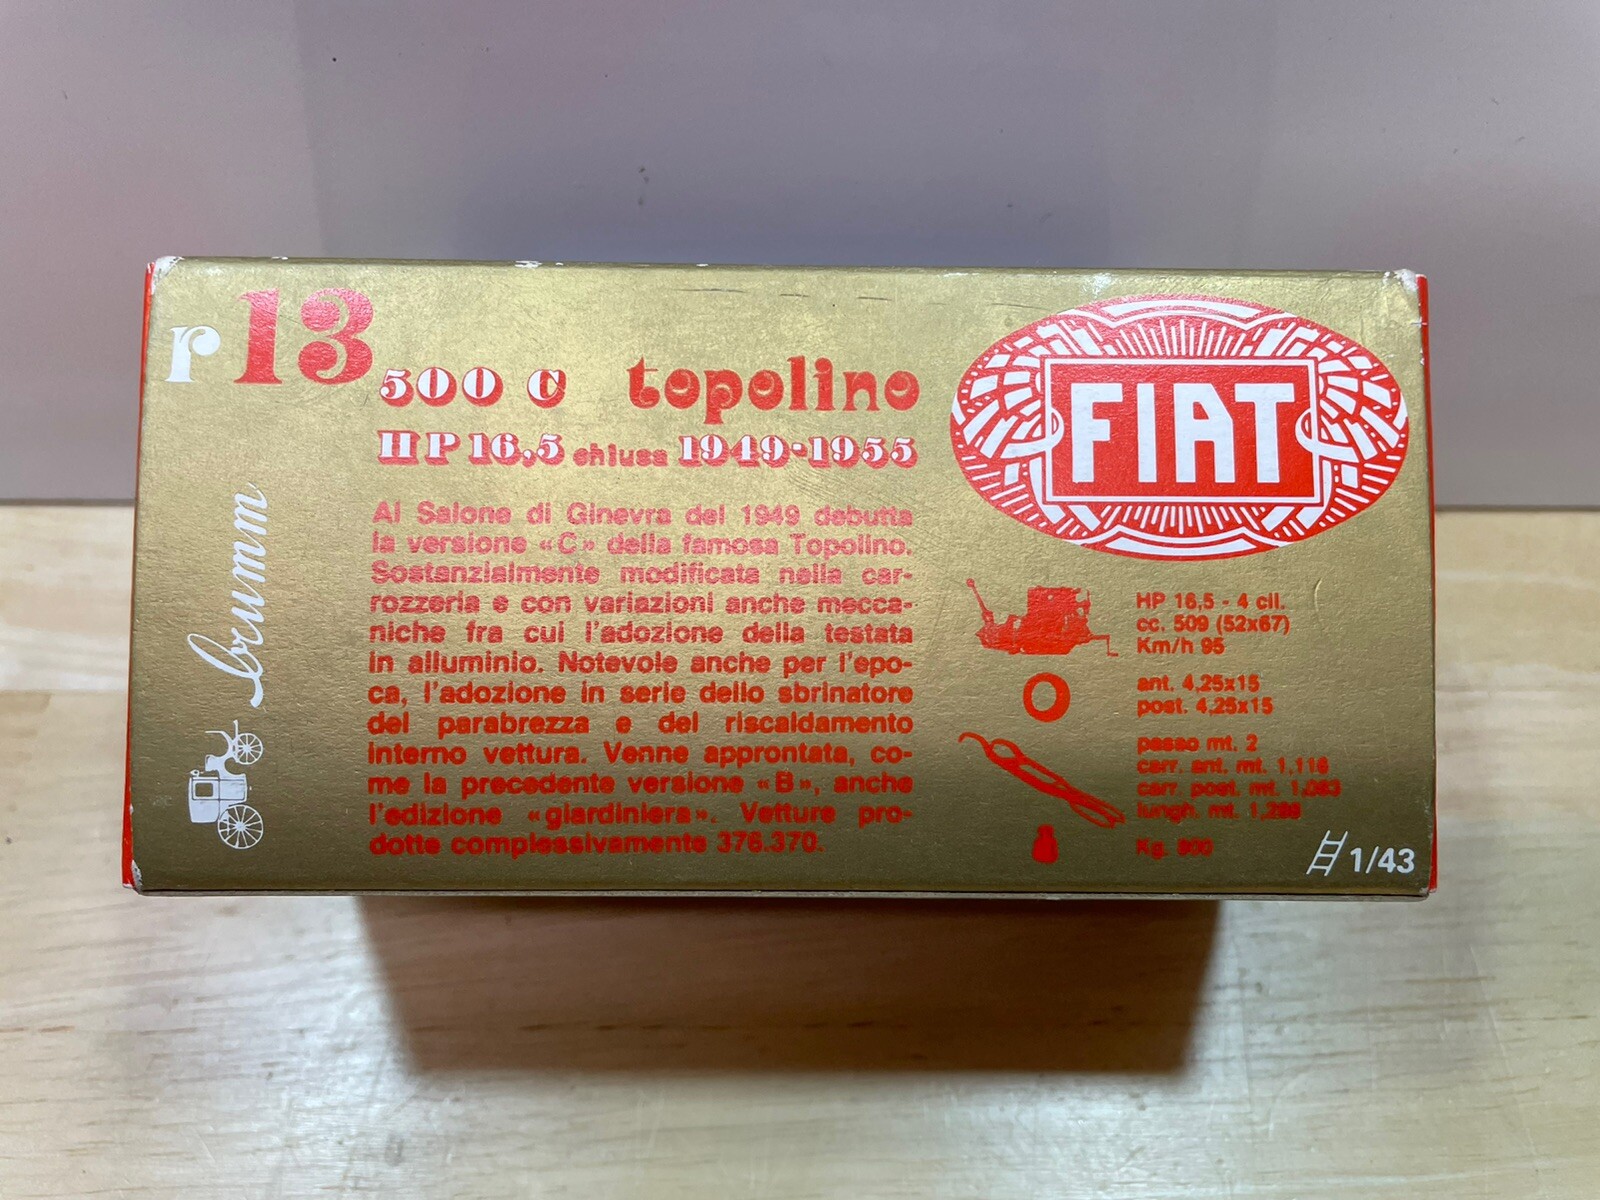 r 13
500 C topolino
HP 16,5 chiusa 1949-1955
FIAT
brumm
Al Salone di Ginevra del 1949 debutta
la versione «C» della famosa Topolino.
Sostanzialmente modificata nella car-
rozzeria e con variazioni anche mecca-
niche fra cui l'adozione della testata
in alluminio. Notevole anche per l'epo-
ca, l'adozione in serie dello sbrinatore
del parabrezza e del riscaldamento
interno vettura. Venne approntata, co-
me la precedente versione «B», anche
l'edizione «giardiniera». Vetture pro-
dotte complessivamente 376.370.
HP 16,5 - 4 cil.
cc. 509 (52x67)
Km/h 95
ant. 4,25x15
post. 4,25x15
passo mt. 2
carr. ant. mt. 1,116
carr. post. mt. 1,083
lungh. mt.
Kg.
1/43